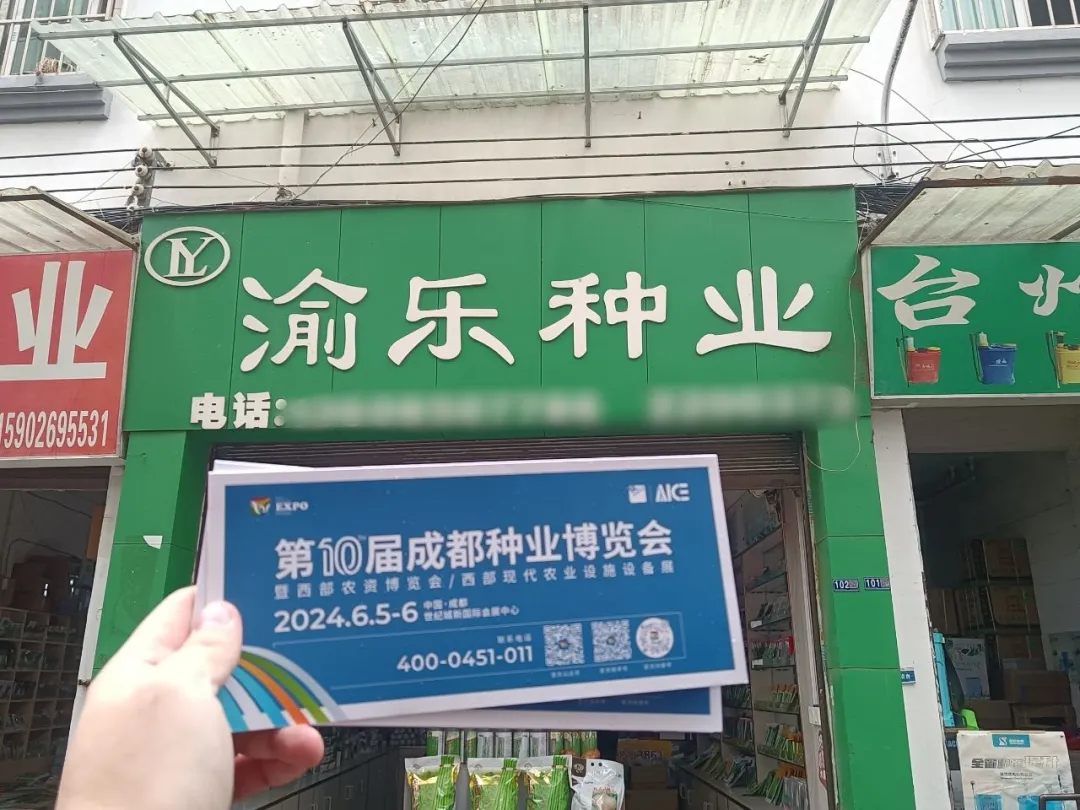 渝乐种业
LY
电话:
业
15902695531
台州
EXPO
AICE
第10届成都种业博览会
暨西部农资博览会/西部现代农业设施设备展
2024.6.5-6
中国·成都
世纪城新国际会展中心
联系电话
400-0451-011
102
101